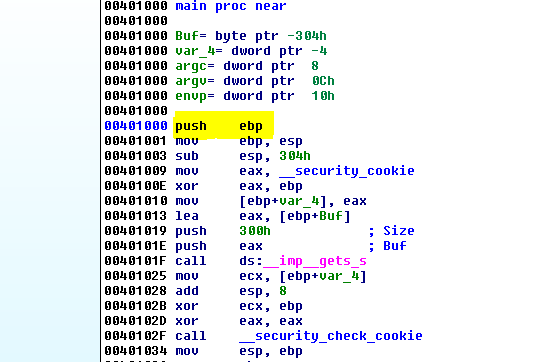 00401000 main proc near
00401000
00401000 Buf= byte ptr -304h
00401000 var_4= dword ptr -4
00401000 argc= dword ptr  8
00401000 argv= dword ptr  0Ch
00401000 envp= dword ptr  10h
00401000
00401000 push    ebp
00401001 mov     ebp, esp
00401003 sub     esp, 304h
00401009 mov     eax, __security_cookie
0040100E xor     eax, ebp
00401010 mov     [ebp+var_4], eax
00401013 lea     eax, [ebp+Buf]
00401019 push    300h            ; Size
0040101E push    eax             ; Buf
0040101F call    ds:__imp__gets_s
00401025 mov     ecx, [ebp+var_4]
00401028 add     esp, 8
0040102B xor     ecx, ebp
0040102D xor     eax, eax
0040102F call    __security_check_cookie
00401034 mov     esp, ebp